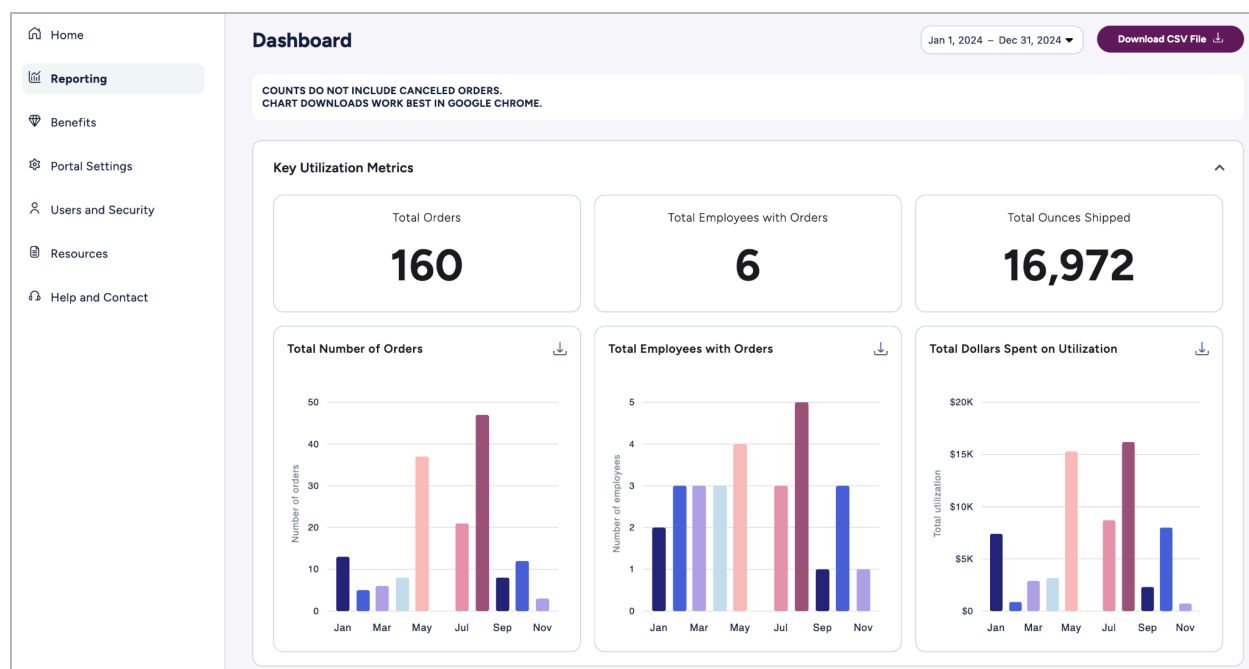 Home
Reporting
Benefits
Portal Settings
Users and Security
Resources
Help and Contact
Dashboard
Jan 1, 2024 – Dec 31, 2024
Download CSV File
COUNTS DO NOT INCLUDE CANCELED ORDERS.
CHART DOWNLOADS WORK BEST IN GOOGLE CHROME.
Key Utilization Metrics
Total Orders
160
Total Employees with Orders
6
Total Ounces Shipped
16,972
Total Number of Orders
Number of orders
50
40
30
20
10
0
Jan Mar May Jul Sep Nov
Total Employees with Orders
Number of employees
5
4
3
2
1
0
Jan Mar May Jul Sep Nov
Total Dollars Spent on Utilization
Total utilization
$20K
$15K
$10K
$5K
$0
Jan Mar May Jul Sep Nov